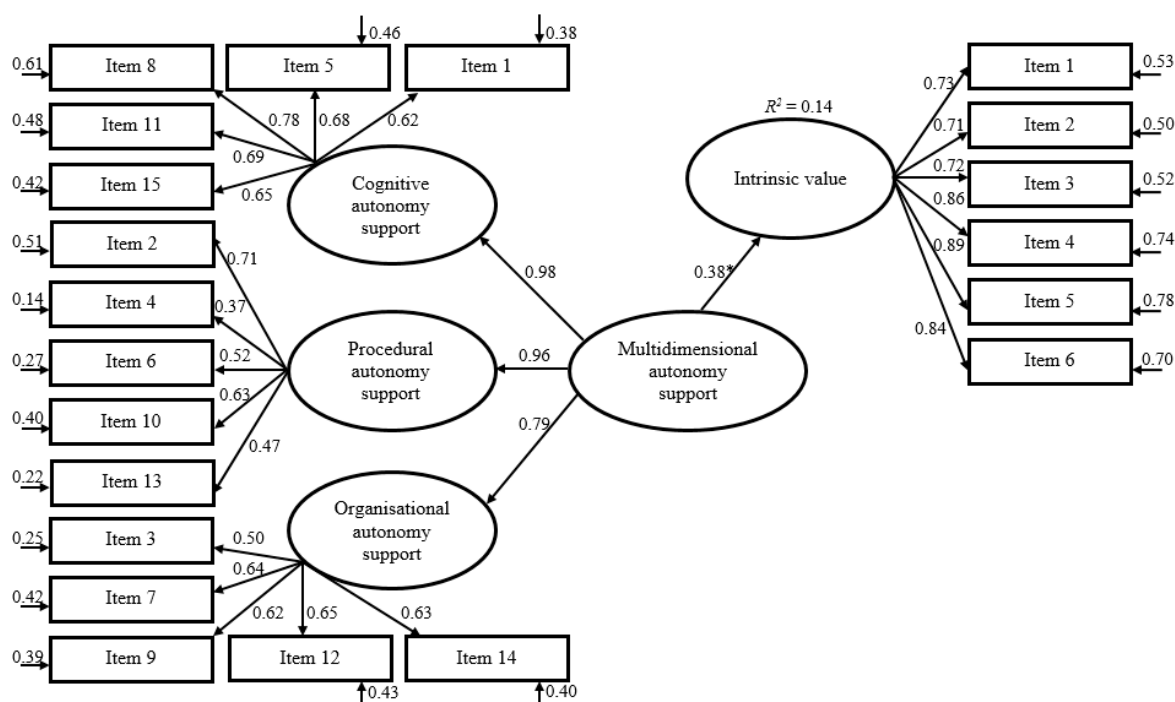 0.46
0.38
0.61
Item 8
Item 5
Item 1
0.78
0.68
0.62
0.48
Item 11
0.69
0.42
Item 15
0.65
Cognitive
autonomy
support
0.51
Item 2
0.71
0.14
Item 4
0.37
0.27
Item 6
0.52
0.40
Item 10
0.63
0.22
Item 13
0.47
Procedural
autonomy
support
0.98
0.96
0.79
Multidimensional
autonomy
support
0.38*
Organisational
autonomy
support
0.25
Item 3
0.50
0.42
Item 7
0.64
0.39
Item 9
0.62
Item 12
0.65
0.43
Item 14
0.63
0.40
R² = 0.14
Intrinsic value
0.73
Item 1
0.53
0.71
Item 2
0.50
0.72
Item 3
0.52
0.86
Item 4
0.74
0.89
Item 5
0.78
0.84
Item 6
0.70